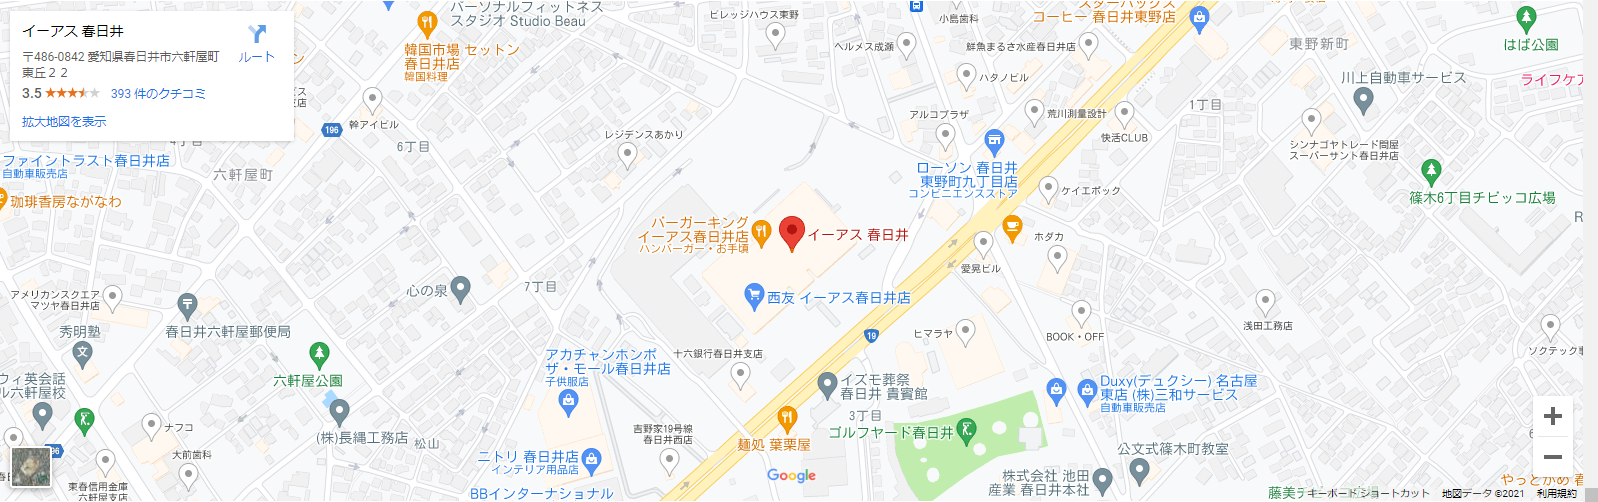 イーアス 春日井
〒486-0842 愛知県春日井市六軒屋町
東丘２２
3.5
393 件のクチコミ
拡大地図を表示
ルート
パーソナルフィットネス
スタジオ Studio Beau
韓国市場 セットン
春日井店
韓国料理
ビレッジハウス東野
ヘルメス成瀬
小島歯科
スターバックス
コーヒー 春日井東野店
鮮魚まるさ水産春日井店
ハタノビル
東野新町
はば公園
川上自動車サービス
ライフケア
196
幹アイビル
6丁目
レジデンスあかり
アルコプラザ
荒川測量設計
快活CLUB
1丁目
シンナゴヤトレード問屋
スーパーサント春日井店
ファイントラスト春日井店
自動車販売店
六軒屋町
珈琲香房ながなわ
ローソン 春日井
東野町九丁目店
コンビニエンスストア
ケイエポック
篠木6丁目チビッコ広場
バーガーキング
イーアス春日井店
ハンバーガー・お手頃
イーアス 春日井
ホダカ
愛晃ビル
心の泉
7丁目
西友 イーアス春日井店
アメリカンスクエア
マツヤ春日井店
秀明塾
春日井六軒屋郵便局
19
ヒマラヤ
BOOK・OFF
浅田工務店
ソクテック車
六軒屋公園
アカチャンホンポ
ザ・モール春日井店
子供服店
十六銀行春日井支店
イズモ葬祭
春日井 貴賓館
Duxy(デュクシー) 名古屋
東店 (株)三和サービス
自動車販売店
ウィ英会話
ル六軒屋校
ナフコ
(株)長縄工務店
松山
吉野家19号線
春日井西店
麺処 葉栗屋
3丁目
ゴルフヤード春日井
公文式篠木町教室
大前歯科
東春信用金庫
六軒屋支店
ニトリ 春日井店
インテリア用品店
BBインターナショナル
Google
株式会社 池田
産業 春日井本社
やっとかめ 春
キーボード ショートカット
地図データ ©2021
利用規約